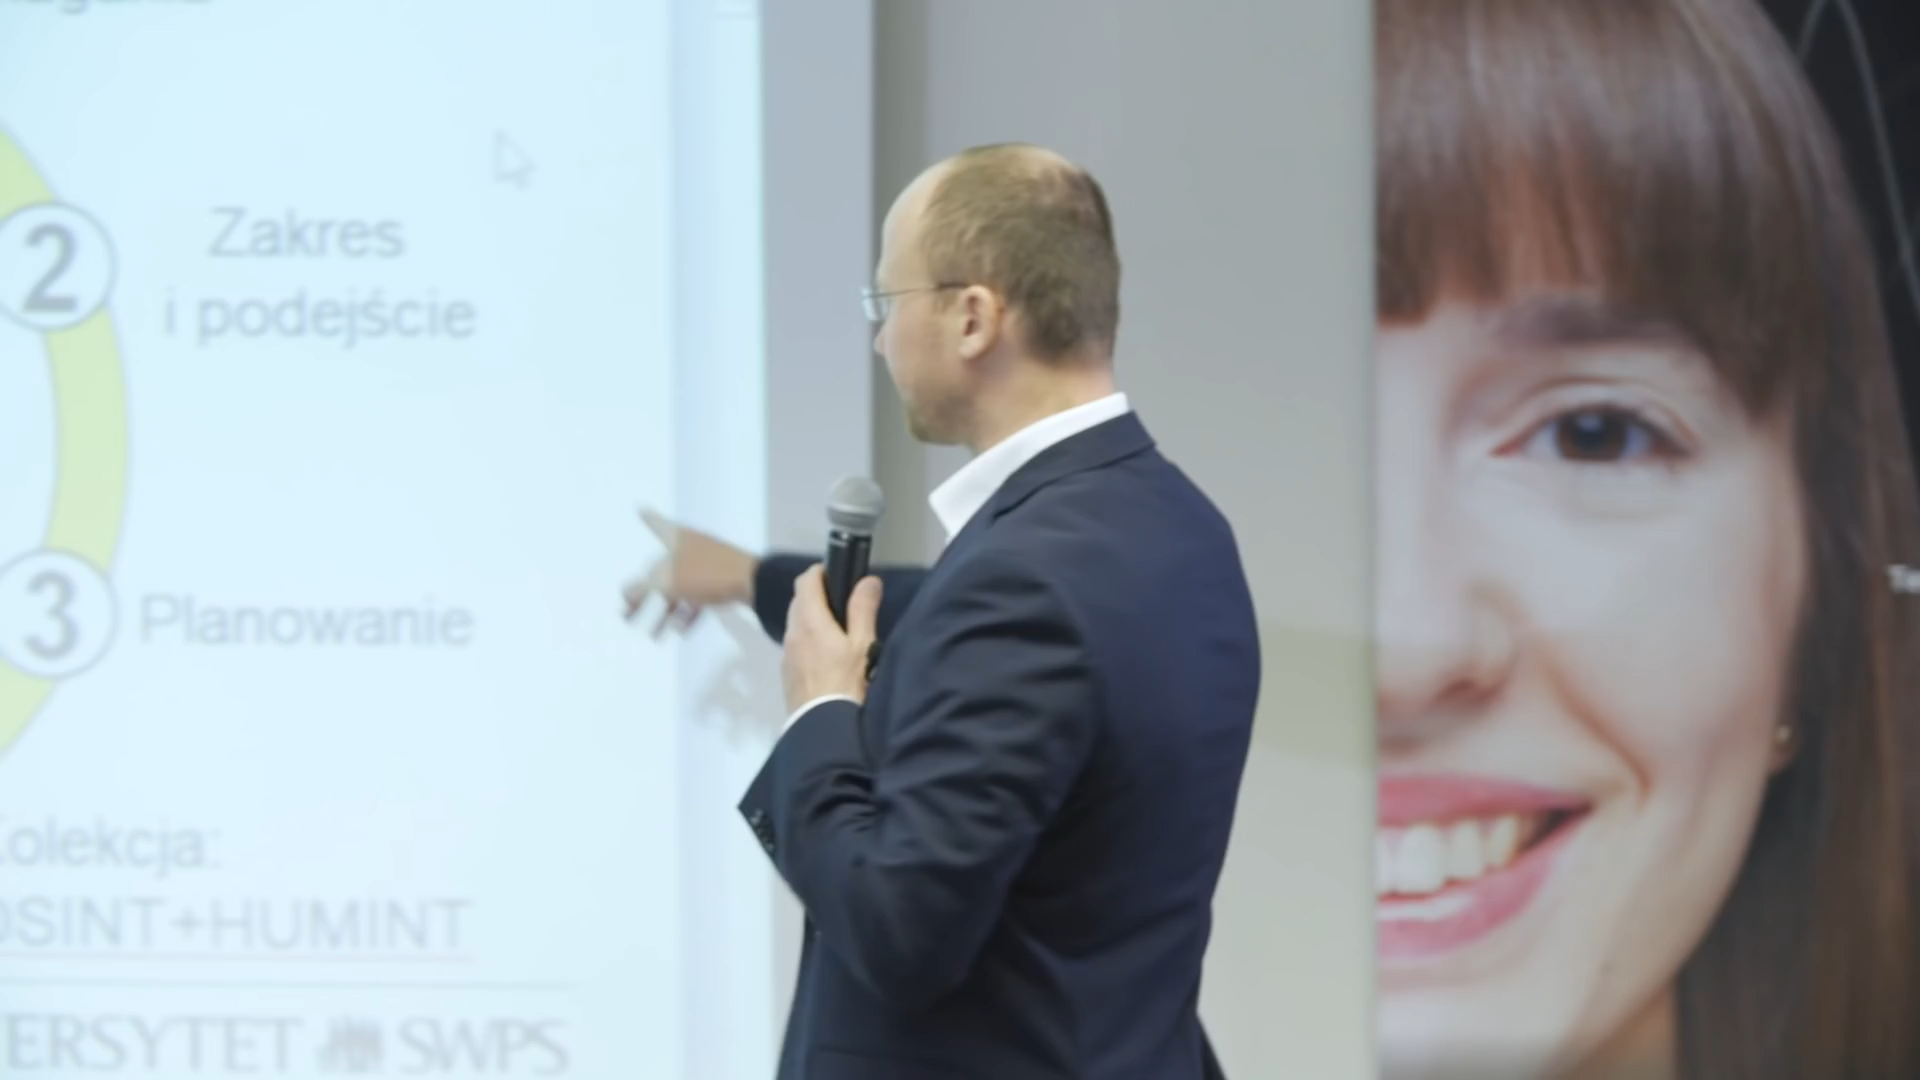 2
Zakres
i podejście
3
Planowanie
Kolekcja:
OSINT+HUMINT
ERSYTET SWPS